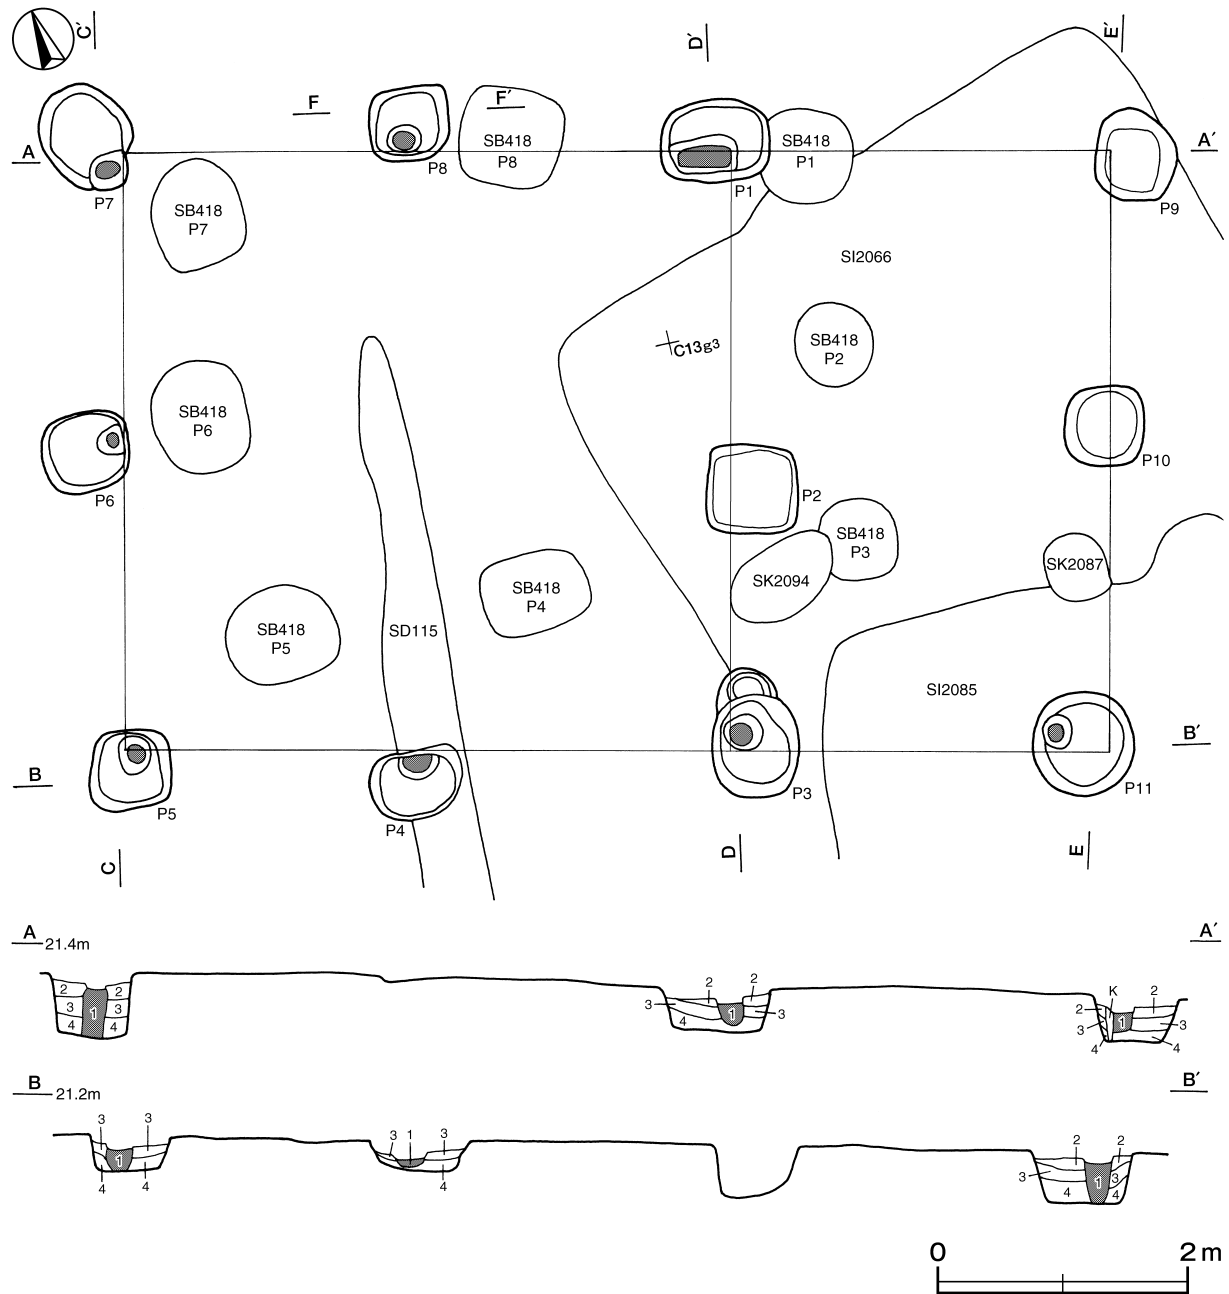 C′
D′
E′
F
F′
A
A′
SB418
P8
P8
SB418
P1
P1
P9
P7
SB418
P7
SI2066
C13g3
SB418
P2
SB418
P6
P6
P10
P2
SB418
P3
SK2094
SK2087
SB418
P4
SB418
P5
SD115
SI2085
B
B′
P5
P4
P3
P11
C
D
E
A
21.4m
A′
2 1 2
3 3
4 4
2 2
3 1 3
4
K 2
2 1
3 3
4 4
B
21.2m
B′
3 3
1
4 4
3 1 3
4
2 2
3 1 3
4 4
0 2m